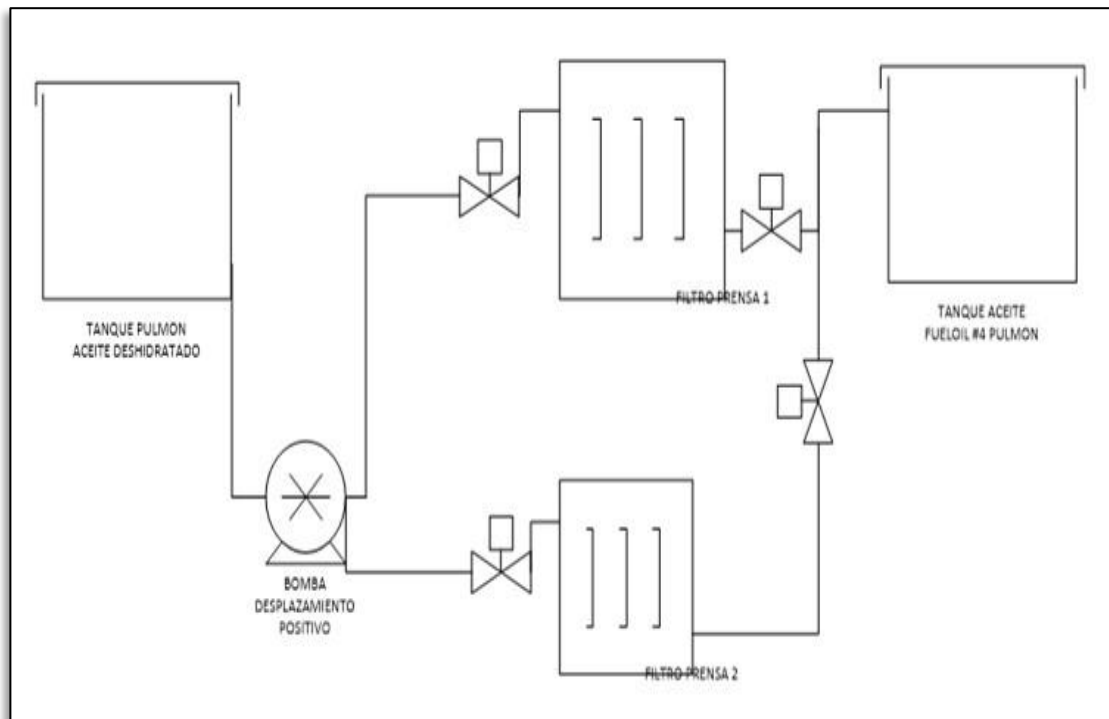 FILTRO PRENSA 1
TANQUE PULMON
ACEITE DESHIDRATADO
TANQUE ACEITE
FUELOIL #4 PULMON
BOMBA
DESPLAZAMIENTO
POSITIVO
FILTRO PRENSA 2